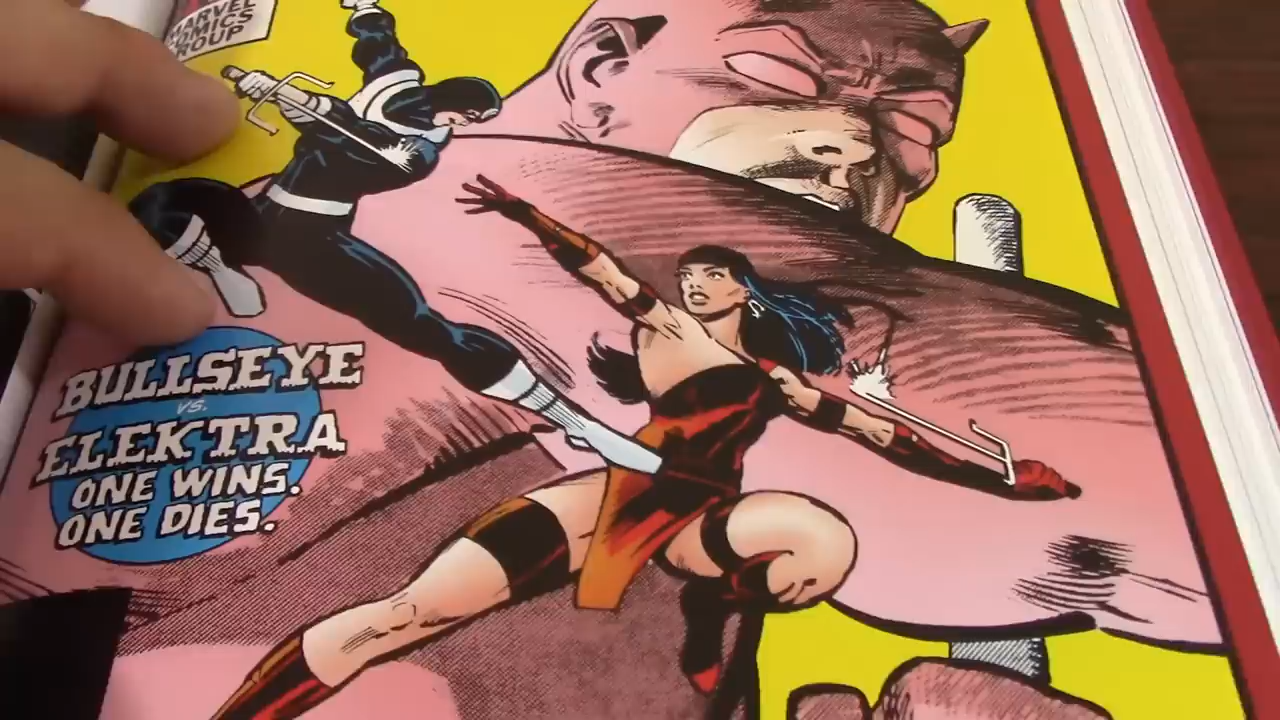 MARVEL
COMICS
GROUP
BULLSEYE
VS.
ELEKTRA
ONE WINS.
ONE DIES.